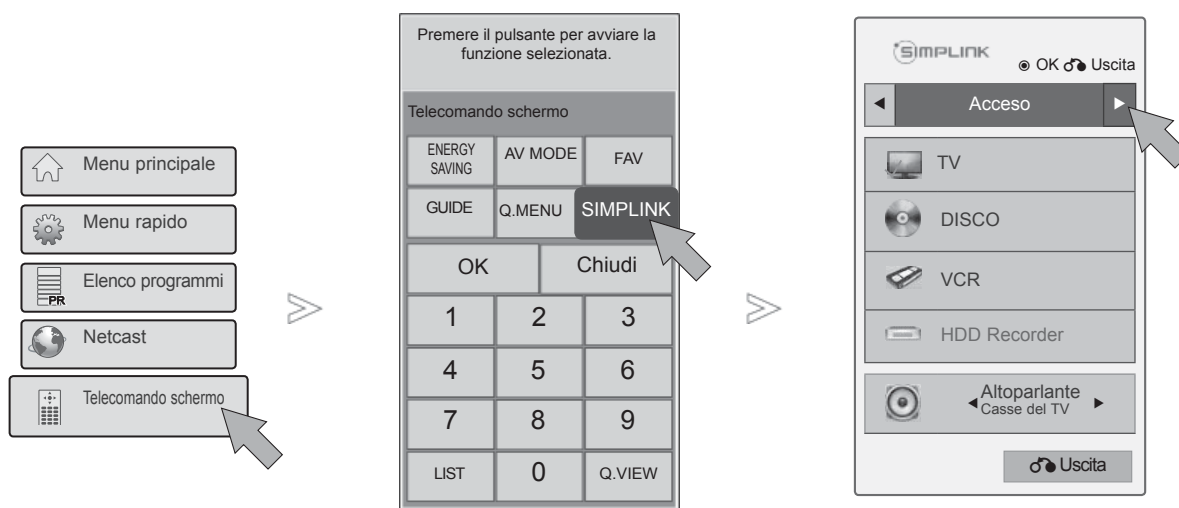 Menu principale
Menu rapido
Elenco programmi
PR
Netcast
Telecomando schermo
Premere il pulsante per avviare la
funzione selezionata.
Telecomando schermo
ENERGY
SAVING
AV MODE
FAV
GUIDE
Q.MENU
SIMPLINK
OK
Chiudi
1 2 3
4 5 6
7 8 9
LIST 0 Q.VIEW
SIMPLINK
OK Uscita
Acceso
TV
DISCO
VCR
HDD Recorder
Altoparlante
Casse del TV
Uscita